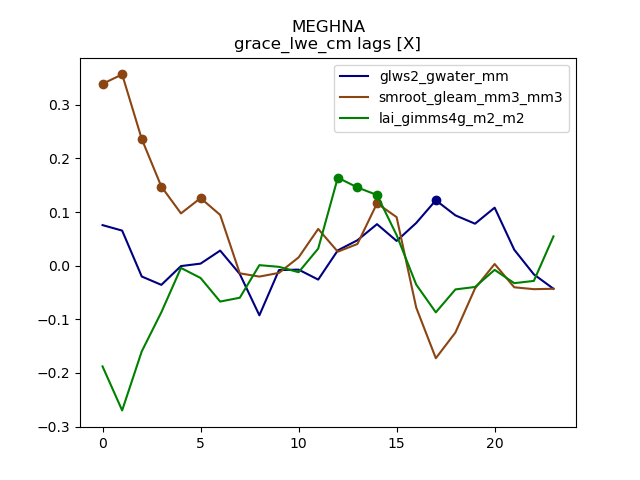 MEGHNA
grace_lwe_cm lags [X]
glws2_gwater_mm
smroot_gleam_mm3_mm3
lai_gimms4g_m2_m2
0.3
0.2
0.1
0.0
−0.1
−0.2
−0.3
0 5 10 15 20